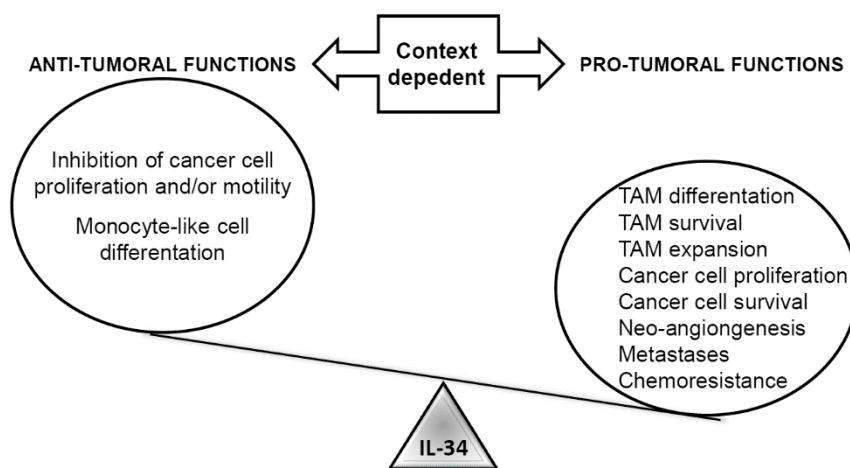 Context
depedent
ANTI-TUMORAL FUNCTIONS
PRO-TUMORAL FUNCTIONS
Inhibition of cancer cell
proliferation and/or motility
Monocyte-like cell
differentation
TAM differentation
TAM survival
TAM expansion
Cancer cell proliferation
Cancer cell survival
Neo-angiongenesis
Metastases
Chemoresistance
IL-34